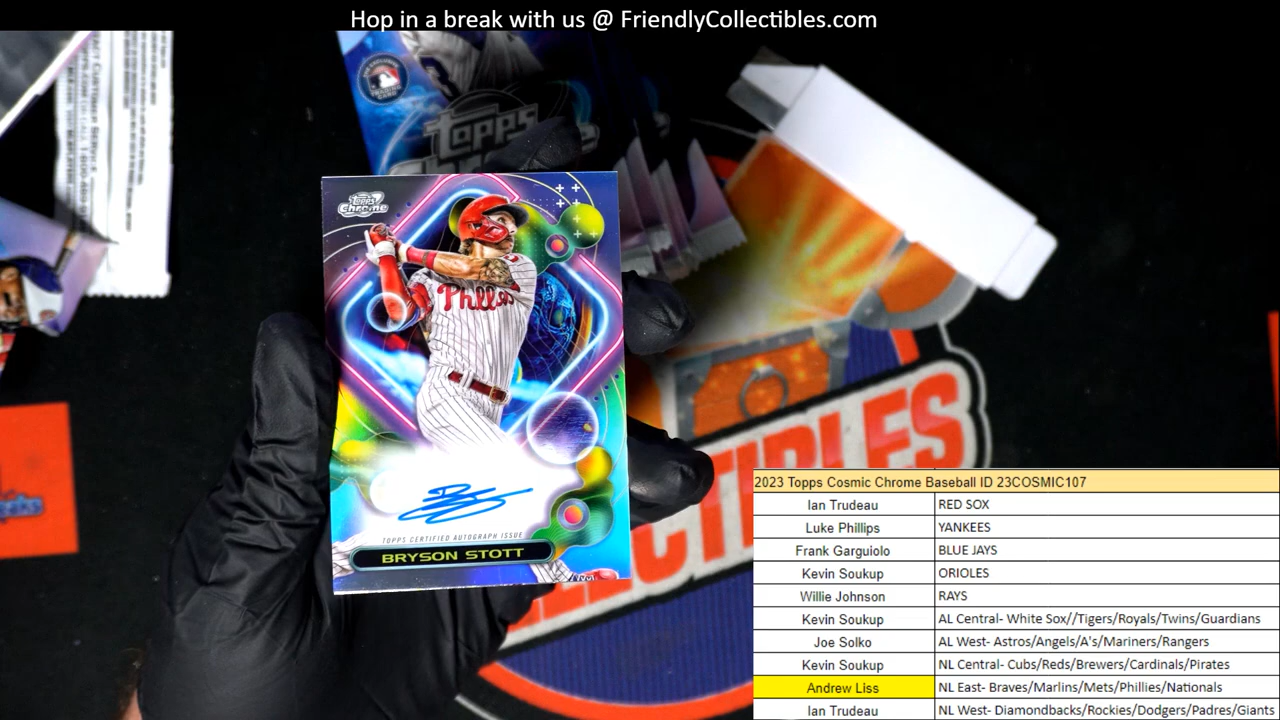 Hop in a break with us @ FriendlyCollectibles.com
Topps
Chrome
Topps
Chrome
Phillies
TOPPS CERTIFIED AUTOGRAPH ISSUE
BRYSON STOTT
2023 Topps Cosmic Chrome Baseball ID 23COSMIC107
Ian Trudeau RED SOX
Luke Phillips YANKEES
Frank Garguiolo BLUE JAYS
Kevin Soukup ORIOLES
Willie Johnson RAYS
Kevin Soukup AL Central- White Sox//Tigers/Royals/Twins/Guardians
Joe Solko AL West- Astros/Angels/A's/Mariners/Rangers
Kevin Soukup NL Central- Cubs/Reds/Brewers/Cardinals/Pirates
Andrew Liss NL East- Braves/Marlins/Mets/Phillies/Nationals
Ian Trudeau NL West- Diamondbacks/Rockies/Dodgers/Padres/Giants